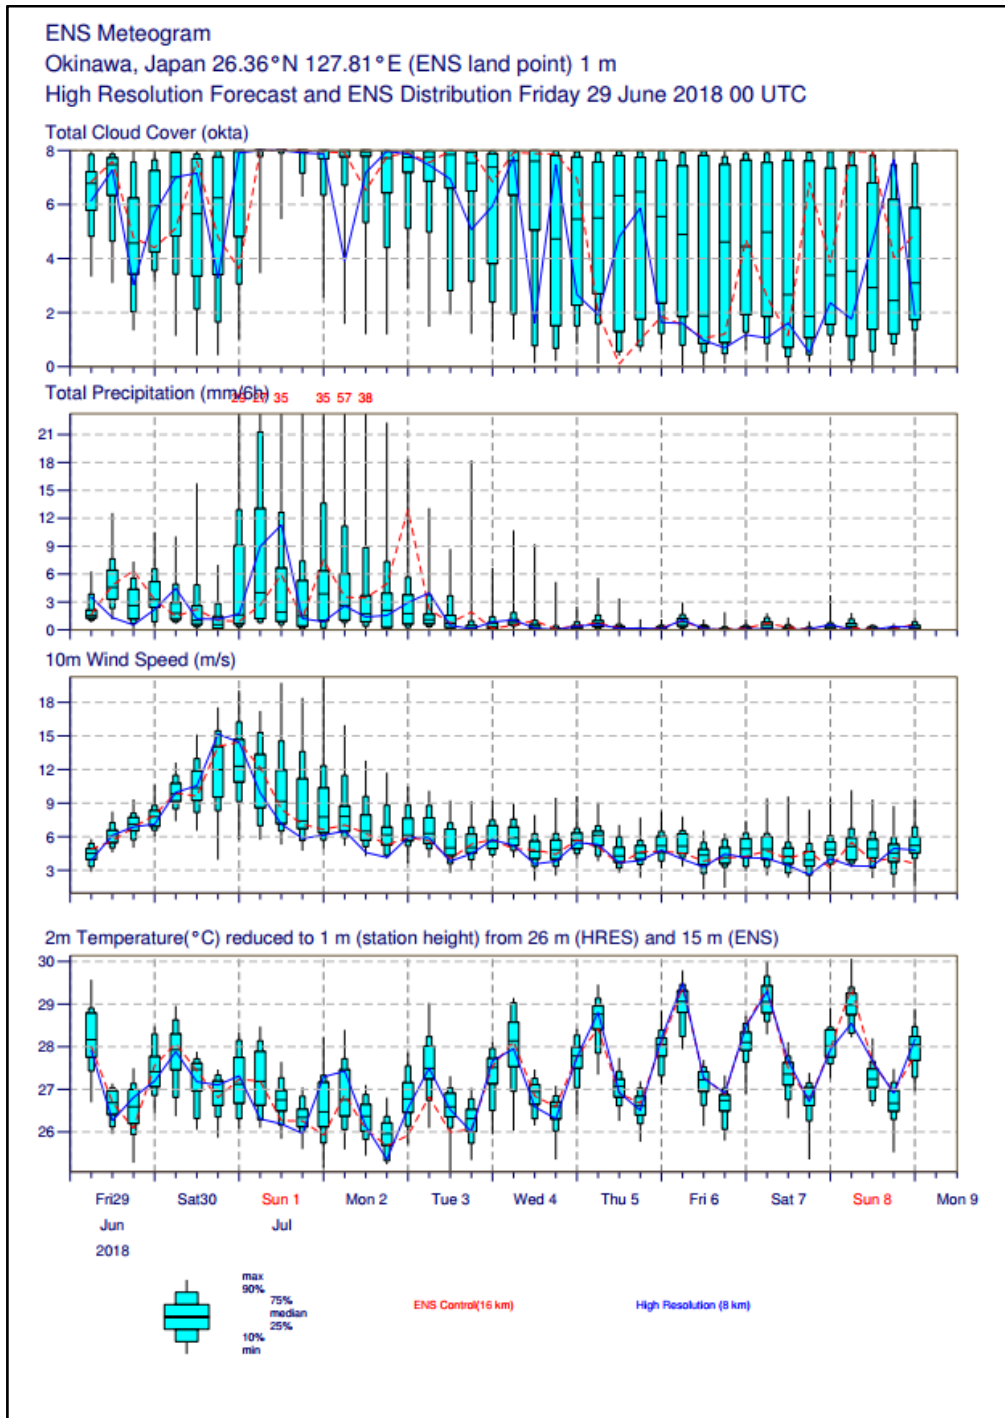 ENS Meteogram
Okinawa, Japan 26.36°N 127.81°E (ENS land point) 1 m
High Resolution Forecast and ENS Distribution Friday 29 June 2018 00 UTC
Total Cloud Cover (okta)
8
6
4
2
0
Total Precipitation (mm/6h)
27 35 35 57 38
21
18
15
12
9
6
3
0
10m Wind Speed (m/s)
18
15
12
9
6
3
2m Temperature(°C) reduced to 1 m (station height) from 26 m (HRES) and 15 m (ENS)
30
29
28
27
26
Fri29 Sat30 Sun 1 Mon 2 Tue 3 Wed 4 Thu 5 Fri 6 Sat 7 Sun 8 Mon 9
Jun Jul
2018
max
90%
75%
median
25%
10%
min
ENS Control(16 km) High Resolution (8 km)